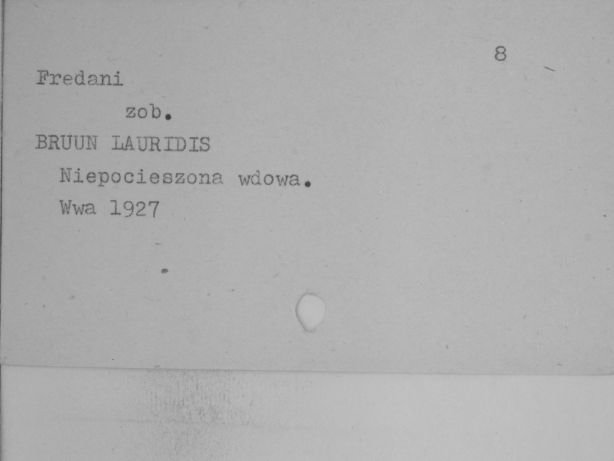 8
Fredani
zob.
BRUUN LAURIDIS
Niepocieszona wdowa.
Wwa 1927